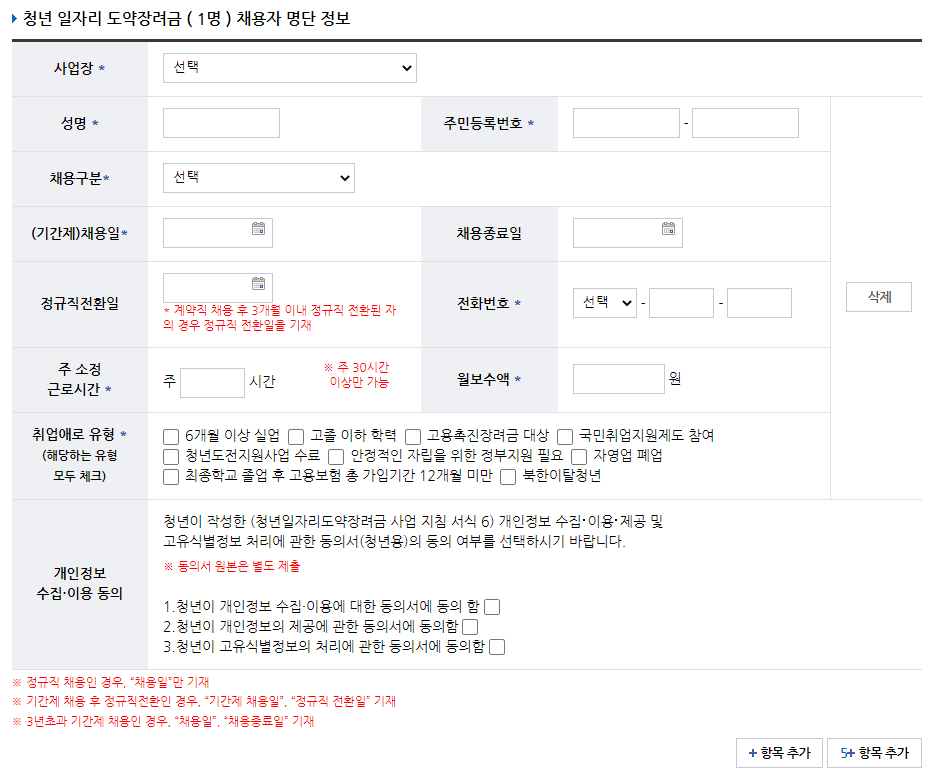 청년 일자리 도약장려금 ( 1명 ) 채용자 명단 정보
사업장 *
선택
성명 *
주민등록번호 *
-
채용구분*
선택
(기간제)채용일*
채용종료일
정규직전환일
* 계약직 채용 후 3개월 이내 정규직 전환된 자
의 경우 정규직 전환일을 기재
전화번호 *
선택 - -
삭제
주 소정
근로시간 *
주 시간
※ 주 30시간
이상만 가능
월보수액 *
원
취업애로 유형 *
(해당하는 유형
모두 체크)
6개월 이상 실업 고졸 이하 학력 고용촉진장려금 대상 국민취업지원제도 참여
청년도전지원사업 수료 안정적인 자립을 위한 정부지원 필요 자영업 폐업
최종학교 졸업 후 고용보험 총 가입기간 12개월 미만 북한이탈청년
개인정보
수집·이용 동의
청년이 작성한 (청년일자리도약장려금 사업 지침 서식 6) 개인정보 수집·이용·제공 및
고유식별정보 처리에 관한 동의서(청년용)의 동의 여부를 선택하시기 바랍니다.
※ 동의서 원본은 별도 제출
1.청년이 개인정보 수집·이용에 대한 동의서에 동의 함
2.청년이 개인정보의 제공에 관한 동의서에 동의함
3.청년이 고유식별정보의 처리에 관한 동의서에 동의함
※ 정규직 채용인 경우, “채용일”만 기재
※ 기간제 채용 후 정규직전환인 경우, “기간제 채용일”, “정규직 전환일” 기재
※ 3년초과 기간제 채용인 경우, “채용일”, “채용종료일” 기재
+ 항목 추가
5+ 항목 추가